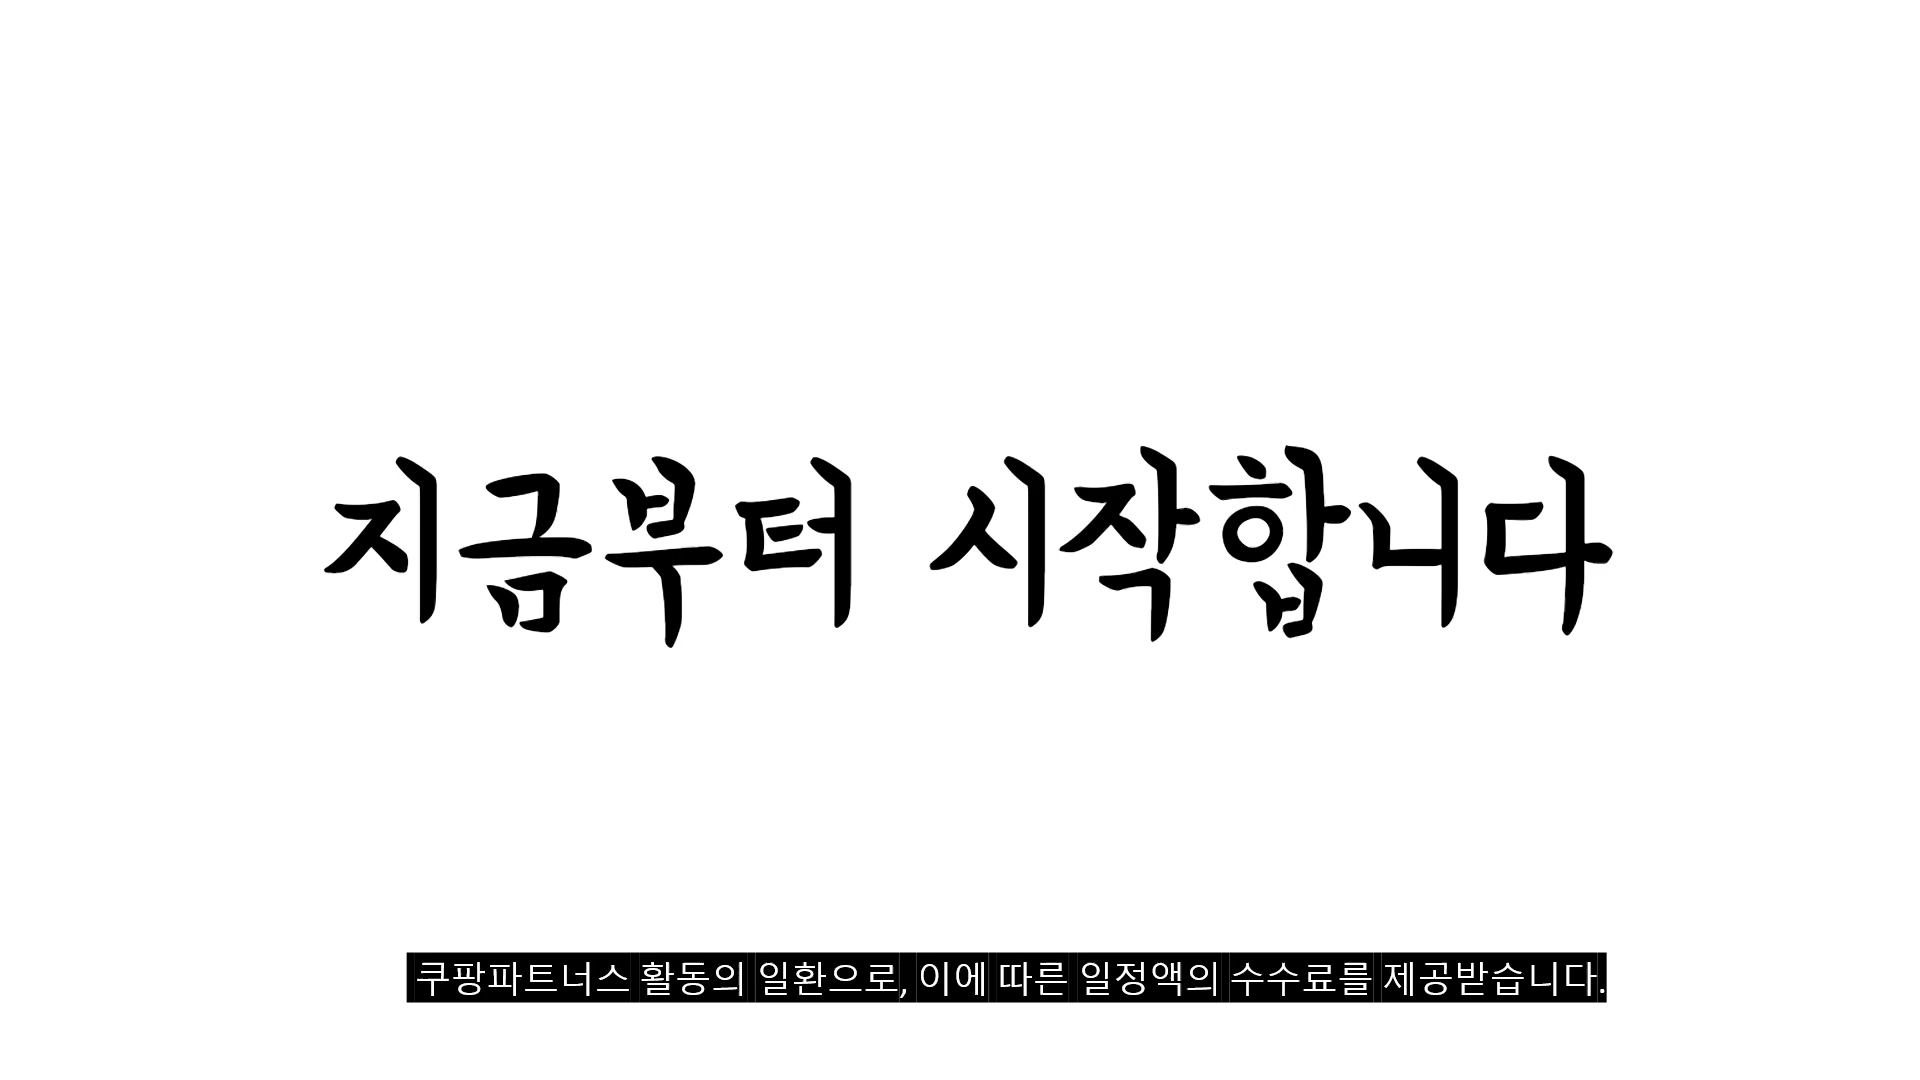 지금부터 시작합니다
쿠팡파트너스 활동의 일환으로, 이에 따른 일정액의 수수료를 제공받습니다.